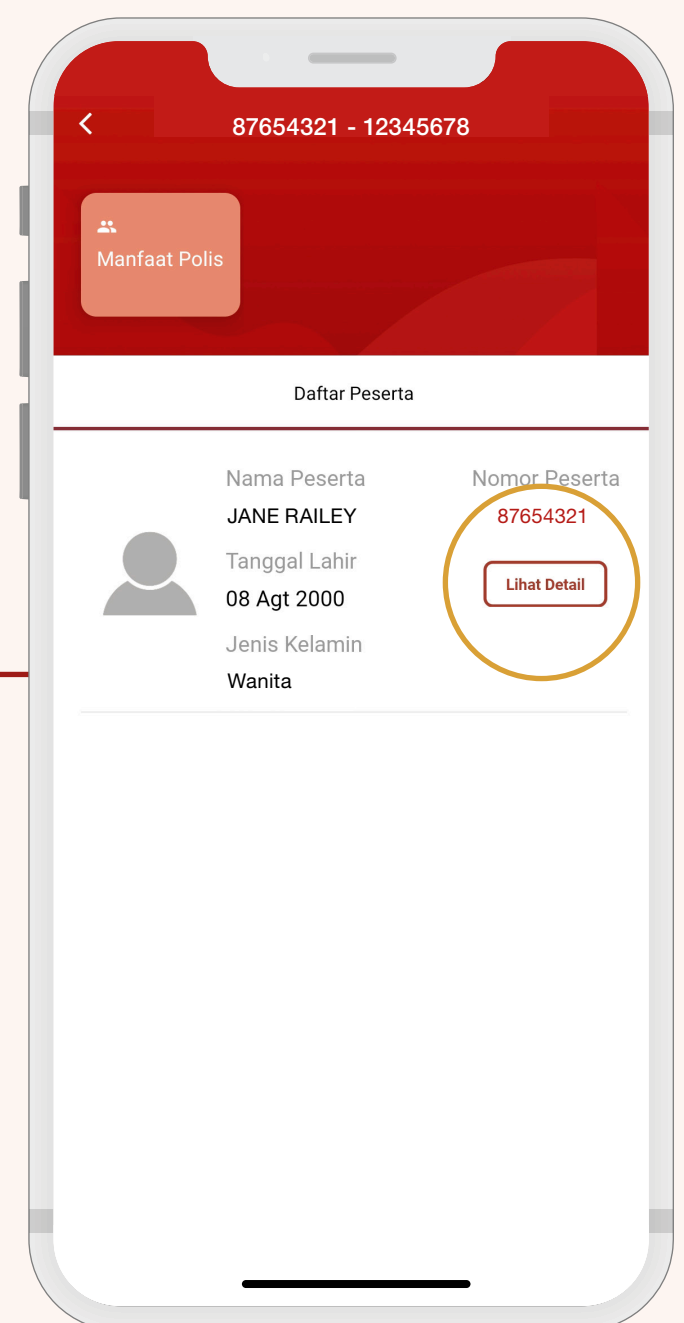 87654321 - 12345678
Manfaat Polis
Daftar Peserta
Nama Peserta
JANE RAILEY
Tanggal Lahir
08 Agt 2000
Jenis Kelamin
Wanita
Nomor Peserta
87654321
Lihat Detail